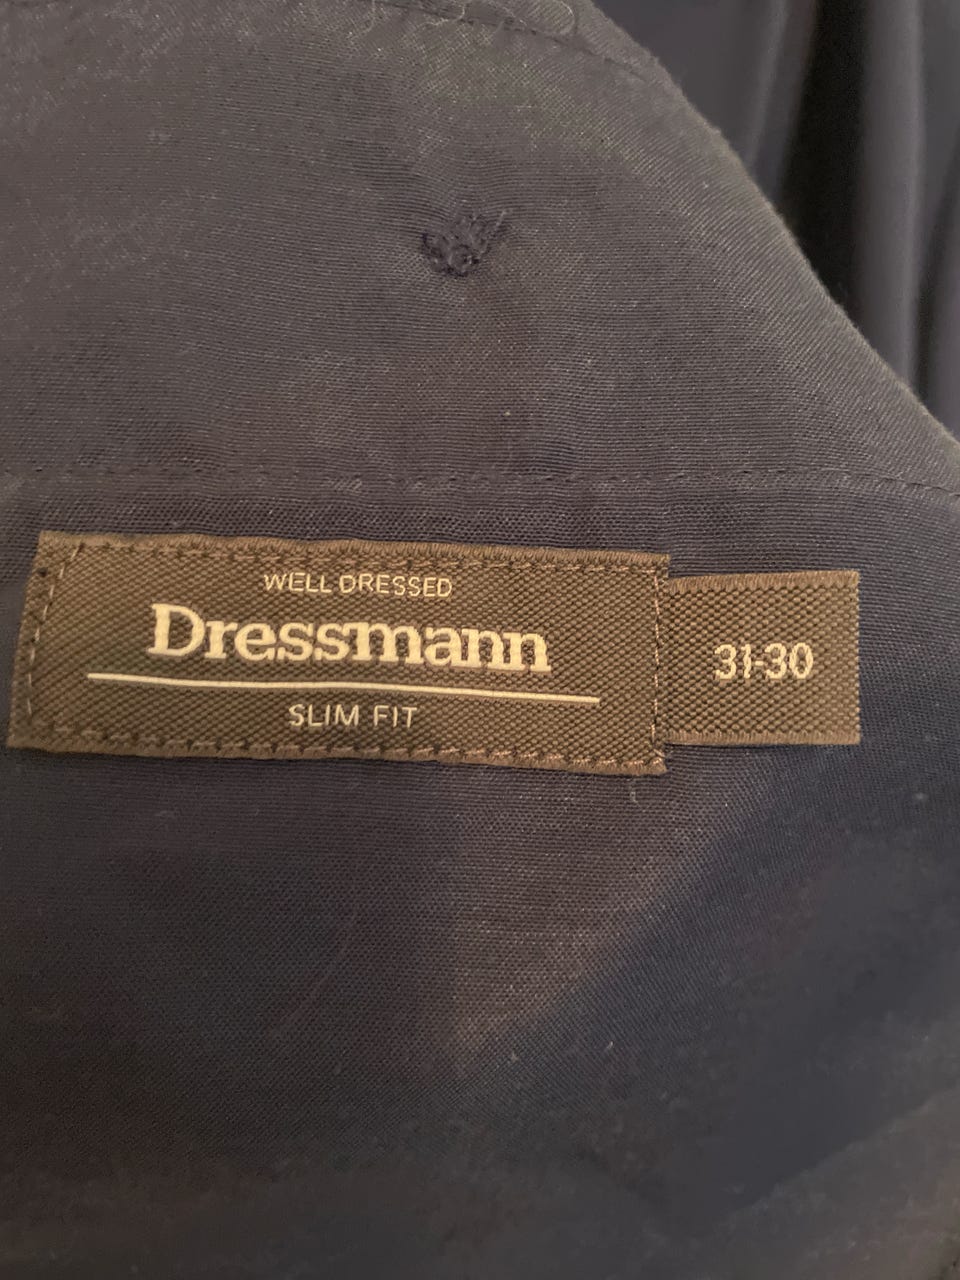 WELL DRESSED
Dressmann
SLIM FIT
31-30